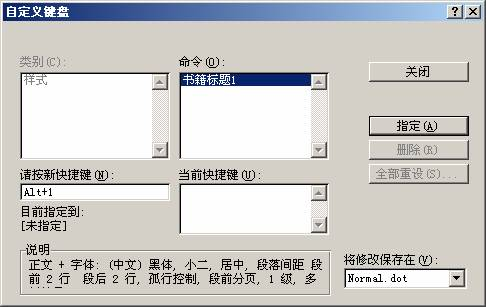 自定义键盘
类别(C):
命令(O):
样式
书籍标题1
关闭
指定(A)
删除(R)
全部重设(S)...
请按新快捷键(N):
当前快捷键(U):
Alt+1
目前指定到:
[未指定]
说明
正文 + 字体: (中文) 黑体, 小二, 居中, 段落间距 段
前 2 行 段后 2 行, 孤行控制, 段前分页, 1 级, 多
将修改保存在(V):
Normal.dot